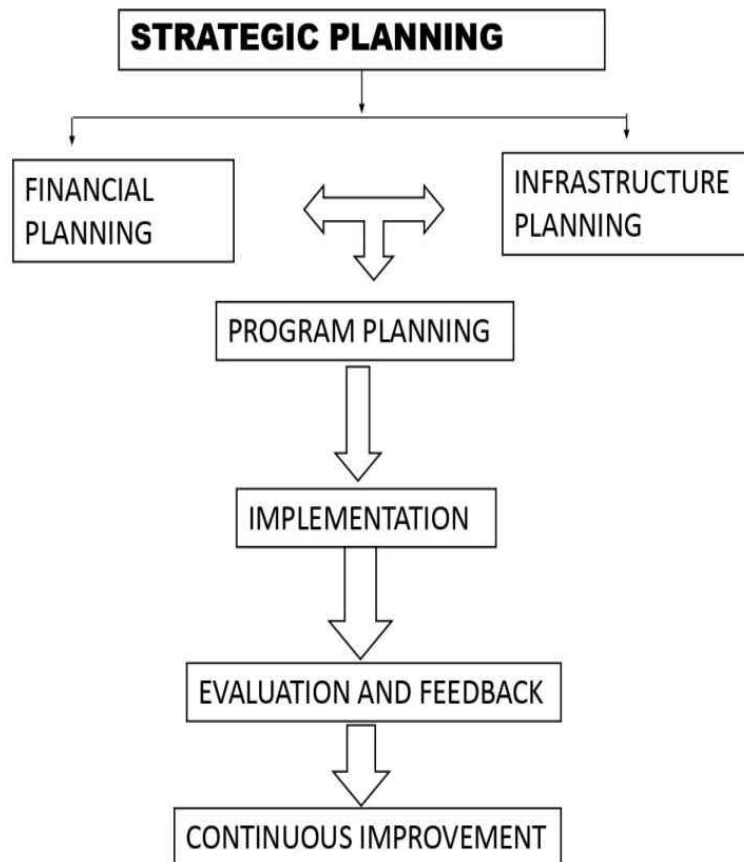 STRATEGIC PLANNING
FINANCIAL
PLANNING
INFRASTRUCTURE
PLANNING
PROGRAM PLANNING
IMPLEMENTATION
EVALUATION AND FEEDBACK
CONTINUOUS IMPROVEMENT